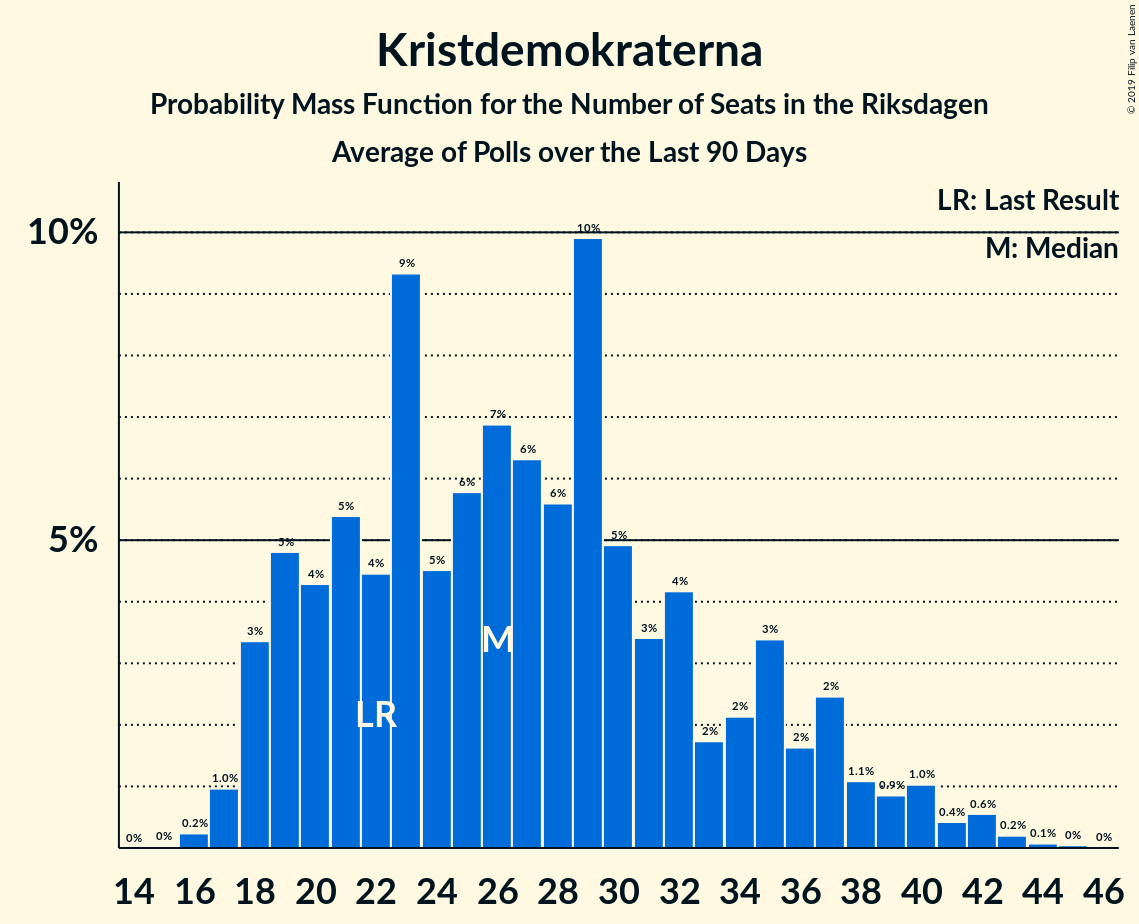 Kristdemokraterna
Probability Mass Function for the Number of Seats in the Riksdagen
Average of Polls over the Last 90 Days
© 2019 Filip van Laenen
LR: Last Result
M: Median
10%
5%
0% 0% 0.2% 1.0% 3% 5% 4% 5% 4% 9% 5% 6% 7% 6% 6% 10% 5% 3% 4% 2% 2% 3% 2% 2% 1.1% 0.9% 1.0% 0.4% 0.6% 0.2% 0.1% 0% 0%
M
LR
14 16 18 20 22 24 26 28 30 32 34 36 38 40 42 44 46